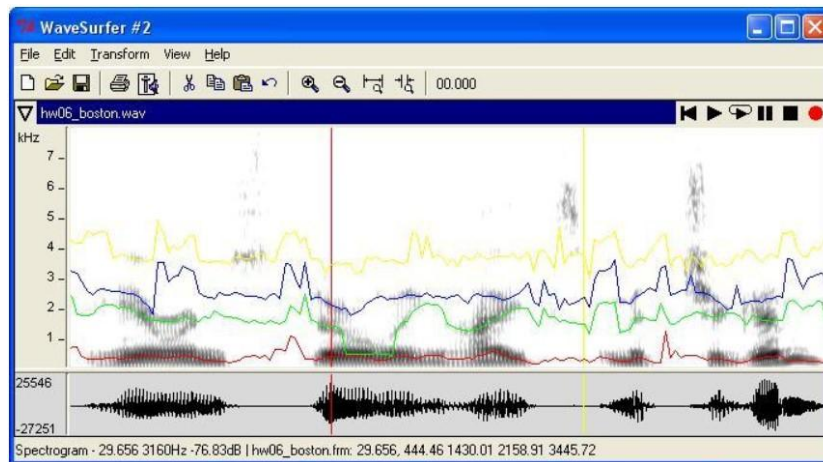 WaveSurfer #2
File Edit Transform View Help
00.000
hw06_boston.wav
kHz
7
6
5
4
3
2
1
25546
-27251
Spectrogram - 29.656 3160Hz -76.83dB | hw06_boston.frm: 29.656, 444.46 1430.01 2158.91 3445.72